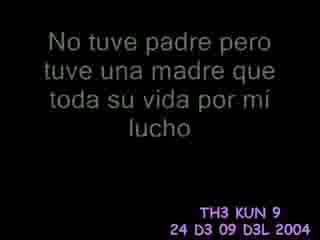 No tuve padre pero
tuve una madre que
toda su vida por mí
lucho
TH3 KUN 9
24 D3 09 D3L 2004